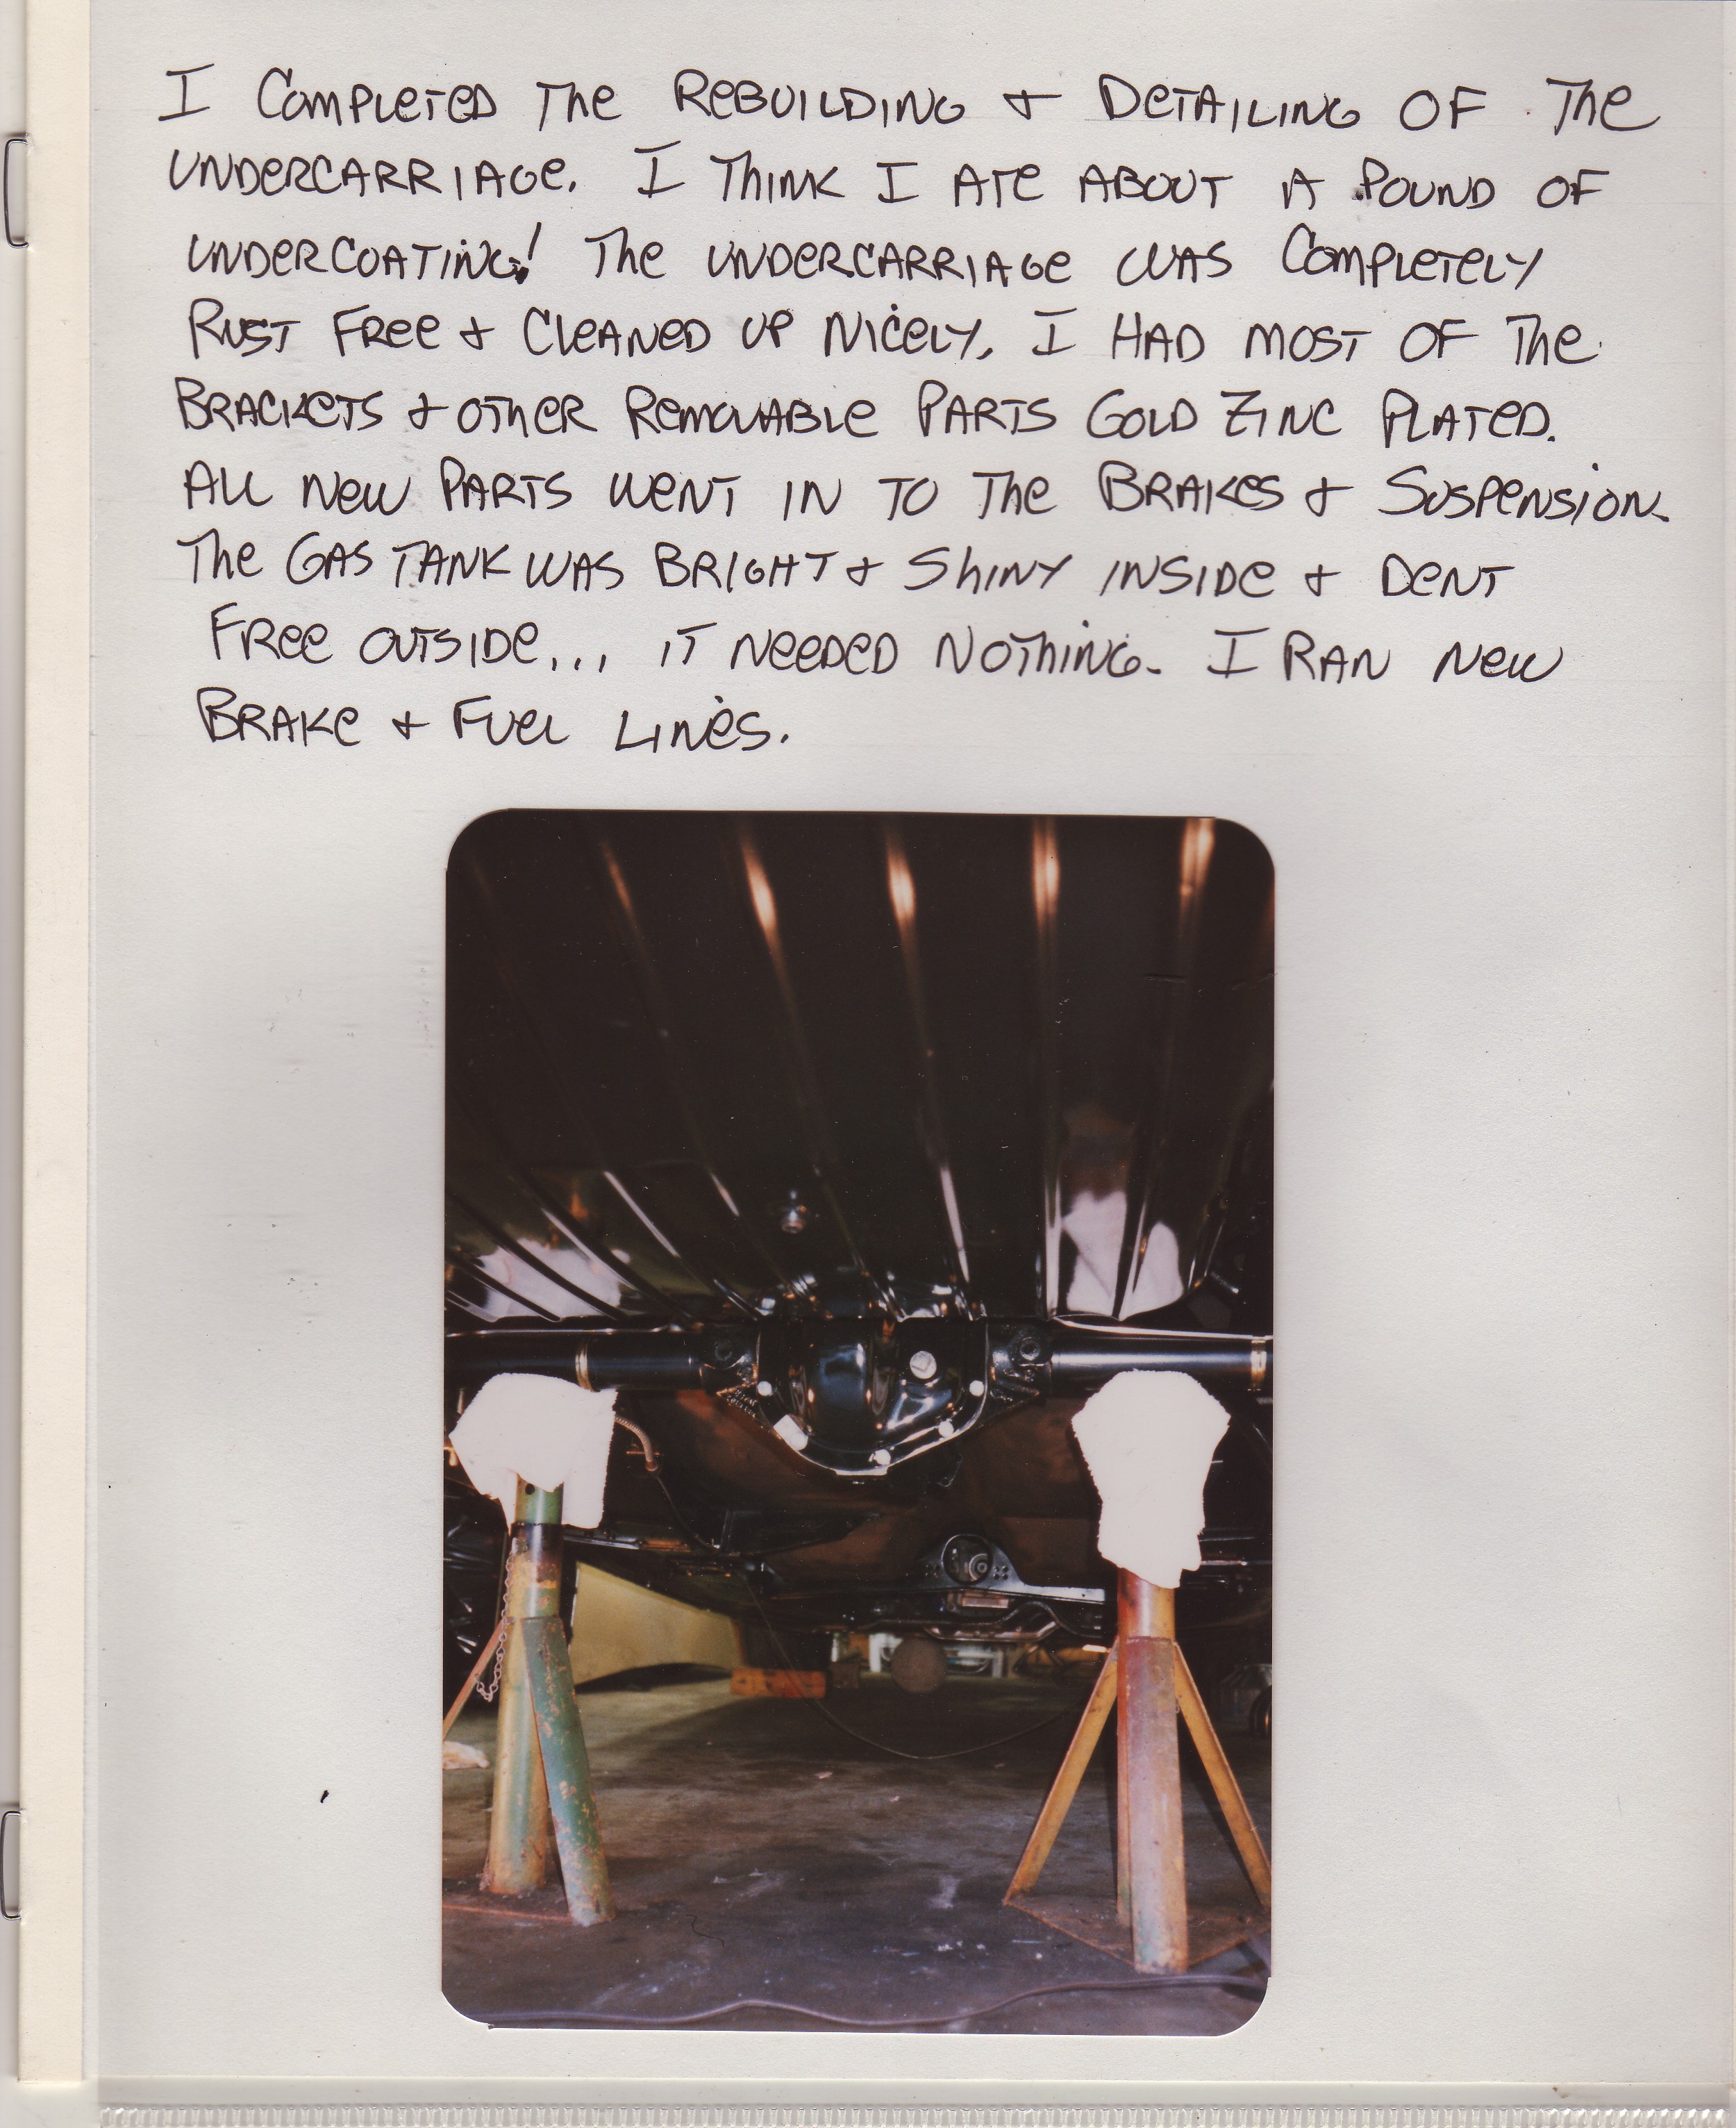 I COMPLETED THE REBUILDING & DETAILING OF THE
UNDERCARRIAGE. I THINK I ATE ABOUT A POUND OF
UNDERCOATING! THE UNDERCARRIAGE WAS COMPLETELY
RUST FREE & CLEANED UP NICELY. I HAD MOST OF THE
BRACKETS & OTHER REMOVABLE PARTS GOLD ZINC PLATED.
ALL NEW PARTS WENT IN TO THE BRAKES & SUSPENSION.
THE GAS TANK WAS BRIGHT & SHINY INSIDE & DENT
FREE OUTSIDE... IT NEEDED NOTHING. I RAN NEW
BRAKE & FUEL LINES.